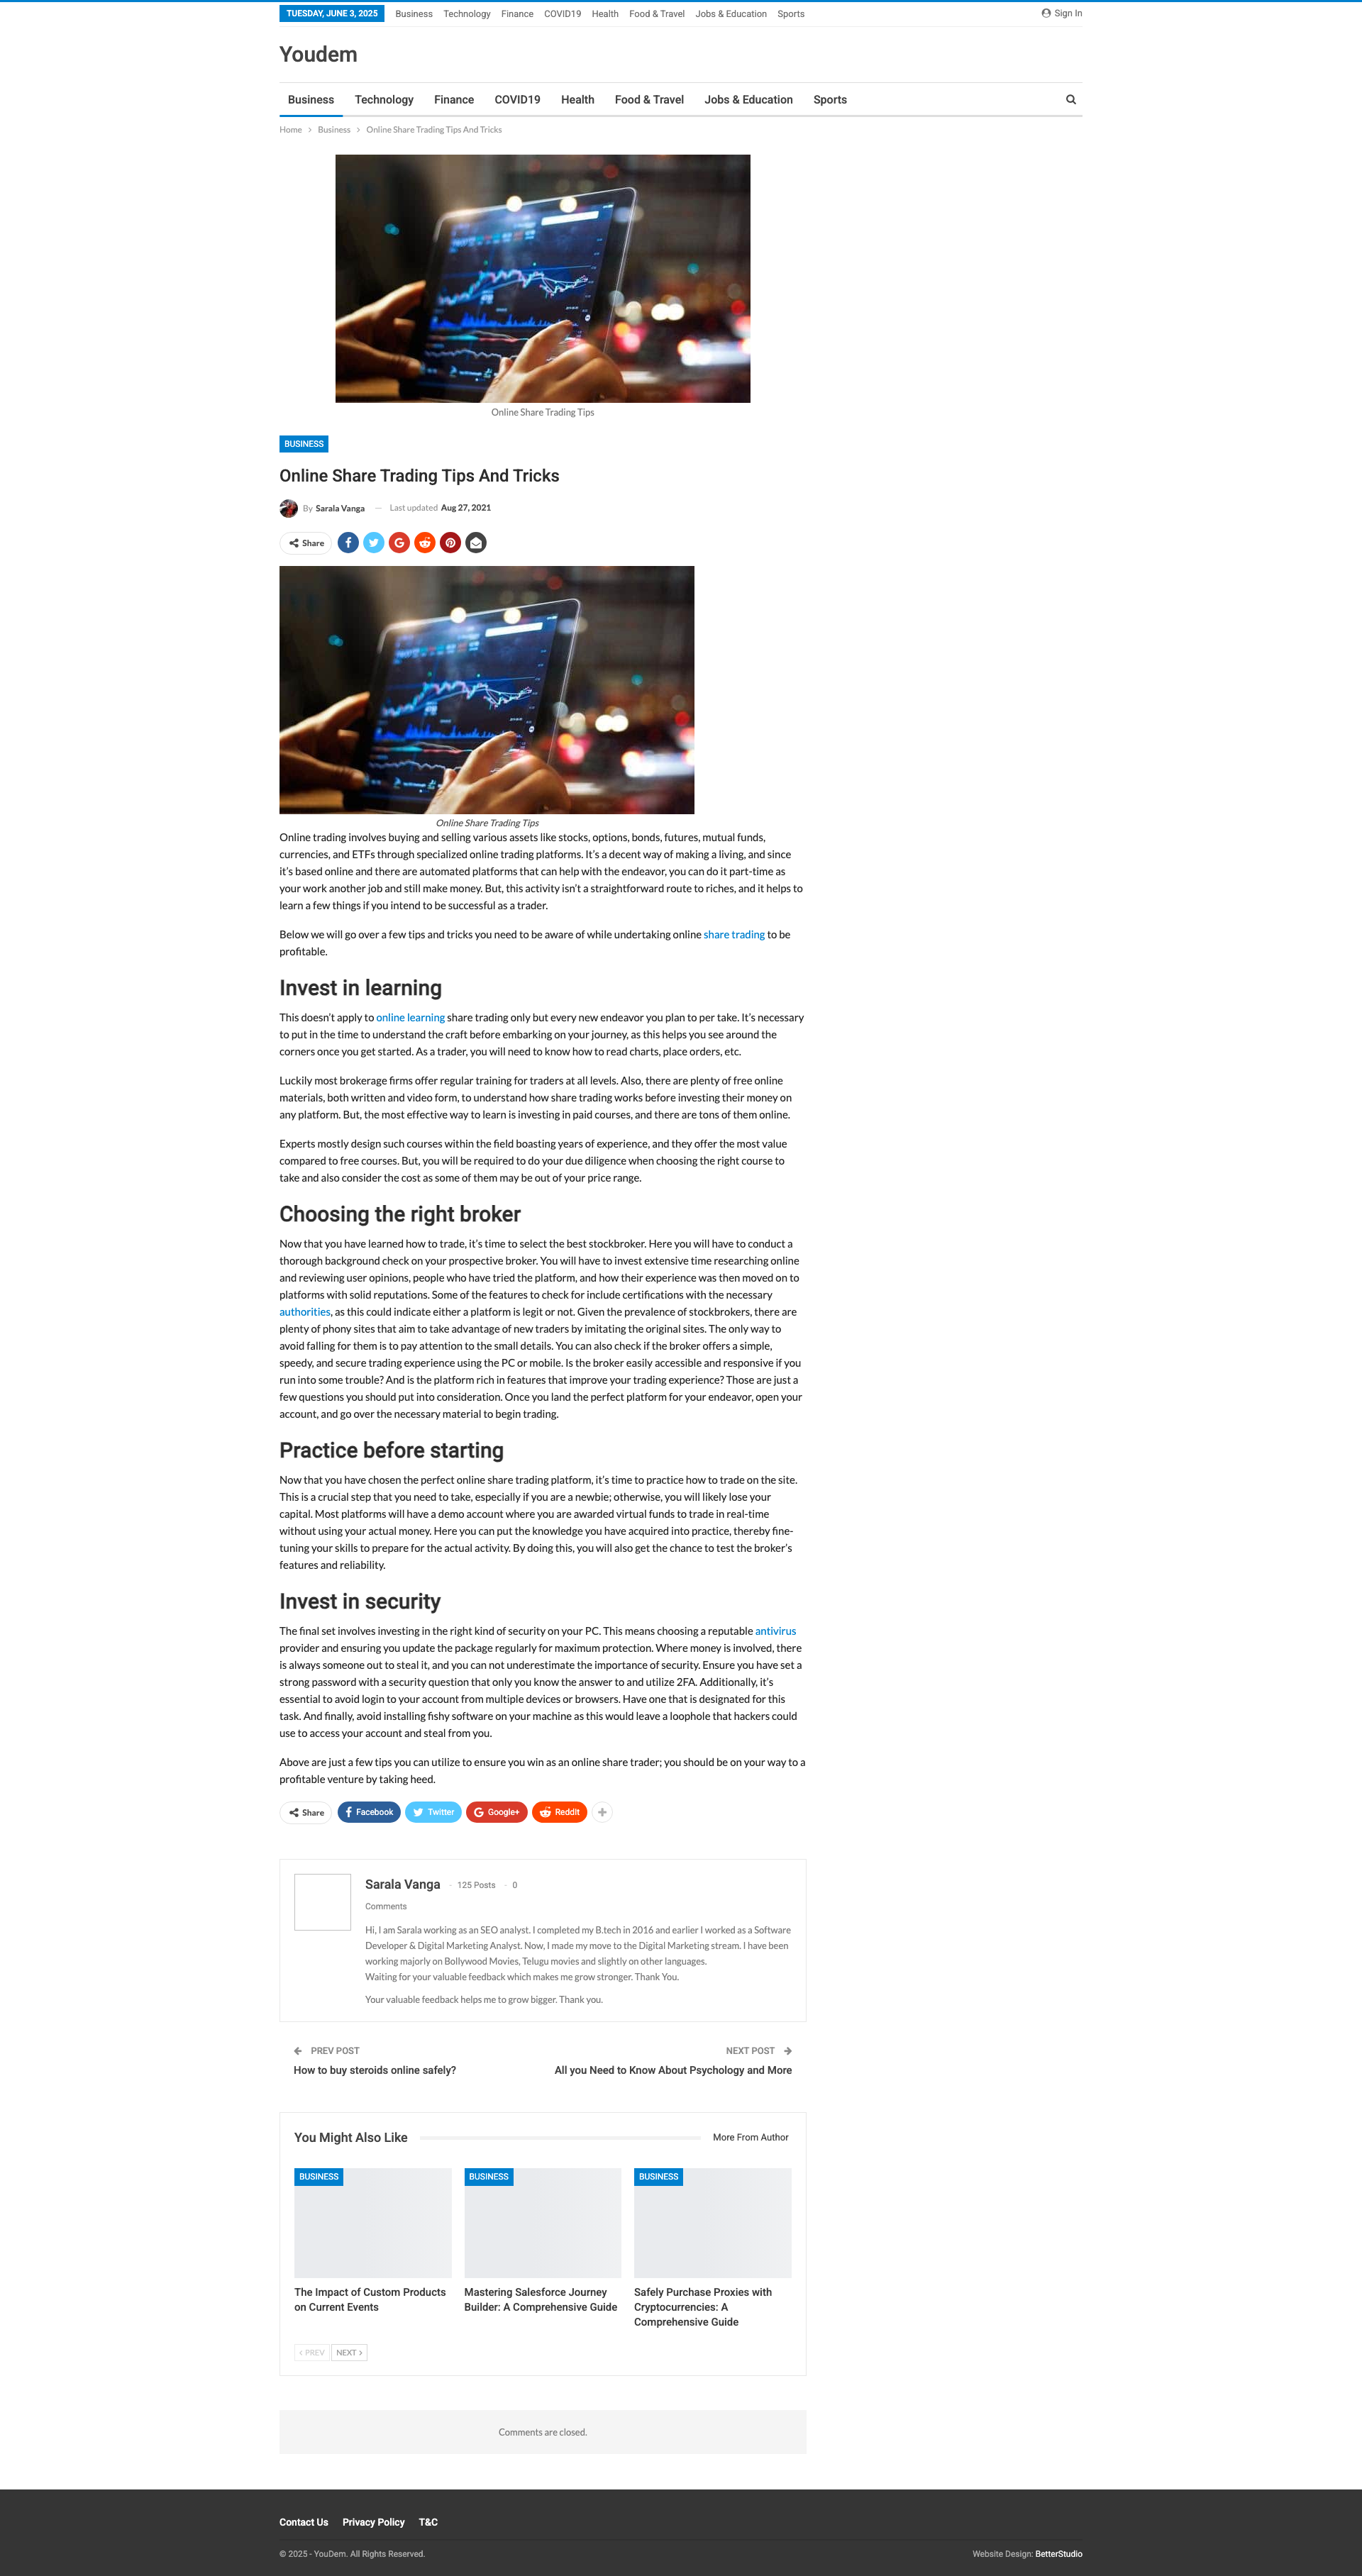 TUESDAY, JUNE 3, 2025 Business Technology Finance COVID19 Health Food & Travel Jobs & Education Sports Sign In
Youdem
Business Technology Finance COVID19 Health Food & Travel Jobs & Education Sports
Home > Business > Online Share Trading Tips And Tricks
Online Share Trading Tips
BUSINESS
Online Share Trading Tips And Tricks
By Sarala Vanga — Last updated Aug 27, 2021
Share
Online Share Trading Tips
Online trading involves buying and selling various assets like stocks, options, bonds, futures, mutual funds,
currencies, and ETFs through specialized online trading platforms. It’s a decent way of making a living, and since
it’s based online and there are automated platforms that can help with the endeavor, you can do it part-time as
your work another job and still make money. But, this activity isn’t a straightforward route to riches, and it helps to
learn a few things if you intend to be successful as a trader.
Below we will go over a few tips and tricks you need to be aware of while undertaking online share trading to be
profitable.
Invest in learning
This doesn’t apply to online learning share trading only but every new endeavor you plan to per take. It’s necessary
to put in the time to understand the craft before embarking on your journey, as this helps you see around the
corners once you get started. As a trader, you will need to know how to read charts, place orders, etc.
Luckily most brokerage firms offer regular training for traders at all levels. Also, there are plenty of free online
materials, both written and video form, to understand how share trading works before investing their money on
any platform. But, the most effective way to learn is investing in paid courses, and there are tons of them online.
Experts mostly design such courses within the field boasting years of experience, and they offer the most value
compared to free courses. But, you will be required to do your due diligence when choosing the right course to
take and also consider the cost as some of them may be out of your price range.
Choosing the right broker
Now that you have learned how to trade, it’s time to select the best stockbroker. Here you will have to conduct a
thorough background check on your prospective broker. You will have to invest extensive time researching online
and reviewing user opinions, people who have tried the platform, and how their experience was then moved on to
platforms with solid reputations. Some of the features to check for include certifications with the necessary
authorities, as this could indicate either a platform is legit or not. Given the prevalence of stockbrokers, there are
plenty of phony sites that aim to take advantage of new traders by imitating the original sites. The only way to
avoid falling for them is to pay attention to the small details. You can also check if the broker offers a simple,
speedy, and secure trading experience using the PC or mobile. Is the broker easily accessible and responsive if you
run into some trouble? And is the platform rich in features that improve your trading experience? Those are just a
few questions you should put into consideration. Once you land the perfect platform for your endeavor, open your
account, and go over the necessary material to begin trading.
Practice before starting
Now that you have chosen the perfect online share trading platform, it’s time to practice how to trade on the site.
This is a crucial step that you need to take, especially if you are a newbie; otherwise, you will likely lose your
capital. Most platforms will have a demo account where you are awarded virtual funds to trade in real-time
without using your actual money. Here you can put the knowledge you have acquired into practice, thereby fine-
tuning your skills to prepare for the actual activity. By doing this, you will also get the chance to test the broker’s
features and reliability.
Invest in security
The final set involves investing in the right kind of security on your PC. This means choosing a reputable antivirus
provider and ensuring you update the package regularly for maximum protection. Where money is involved, there
is always someone out to steal it, and you can not underestimate the importance of security. Ensure you have set a
strong password with a security question that only you know the answer to and utilize 2FA. Additionally, it’s
essential to avoid login to your account from multiple devices or browsers. Have one that is designated for this
task. And finally, avoid installing fishy software on your machine as this would leave a loophole that hackers could
use to access your account and steal from you.
Above are just a few tips you can utilize to ensure you win as an online share trader; you should be on your way to a
profitable venture by taking heed.
Share Facebook Twitter Google+ ReddIt
Sarala Vanga - 125 Posts - 0
Comments
Hi, I am Sarala working as an SEO analyst. I completed my B.tech in 2016 and earlier I worked as a Software
Developer & Digital Marketing Analyst. Now, I made my move to the Digital Marketing stream. I have been
working majorly on Bollywood Movies, Telugu movies and slightly on other languages.
Waiting for your valuable feedback which makes me grow stronger. Thank You.
Your valuable feedback helps me to grow bigger. Thank you.
PREV POST NEXT POST
How to buy steroids online safely? All you Need to Know About Psychology and More
You Might Also Like More From Author
BUSINESS BUSINESS BUSINESS
The Impact of Custom Products
on Current Events
Mastering Salesforce Journey
Builder: A Comprehensive Guide
Safely Purchase Proxies with
Cryptocurrencies: A
Comprehensive Guide
PREV NEXT
Comments are closed.
Contact Us Privacy Policy T&C
© 2025 - YouDem. All Rights Reserved. Website Design: BetterStudio